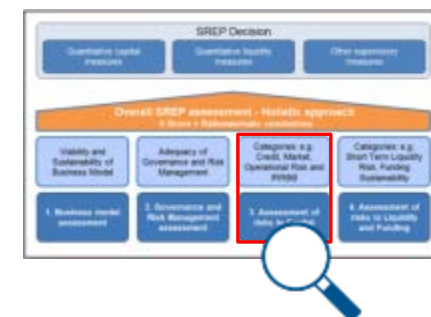 SREP Decision
Quantitative capital
measures
Quantitative liquidity
measures
Other supervisory
measures
Overall SREP assessment - Holistic approach
Viability and
Sustainability of
Business Model
Adequacy of
Governance and Risk
Management
Categories: e.g.
Credit, Market,
Operational Risk and
IRRBB
Categories: e.g.
Short Term Liquidity
Risk, Funding
Sustainability
1. Business model
assessment
2. Governance and
Risk Management
assessment
3. Assessment of
risks to Capital
4. Assessment of
risks to Liquidity
and Funding